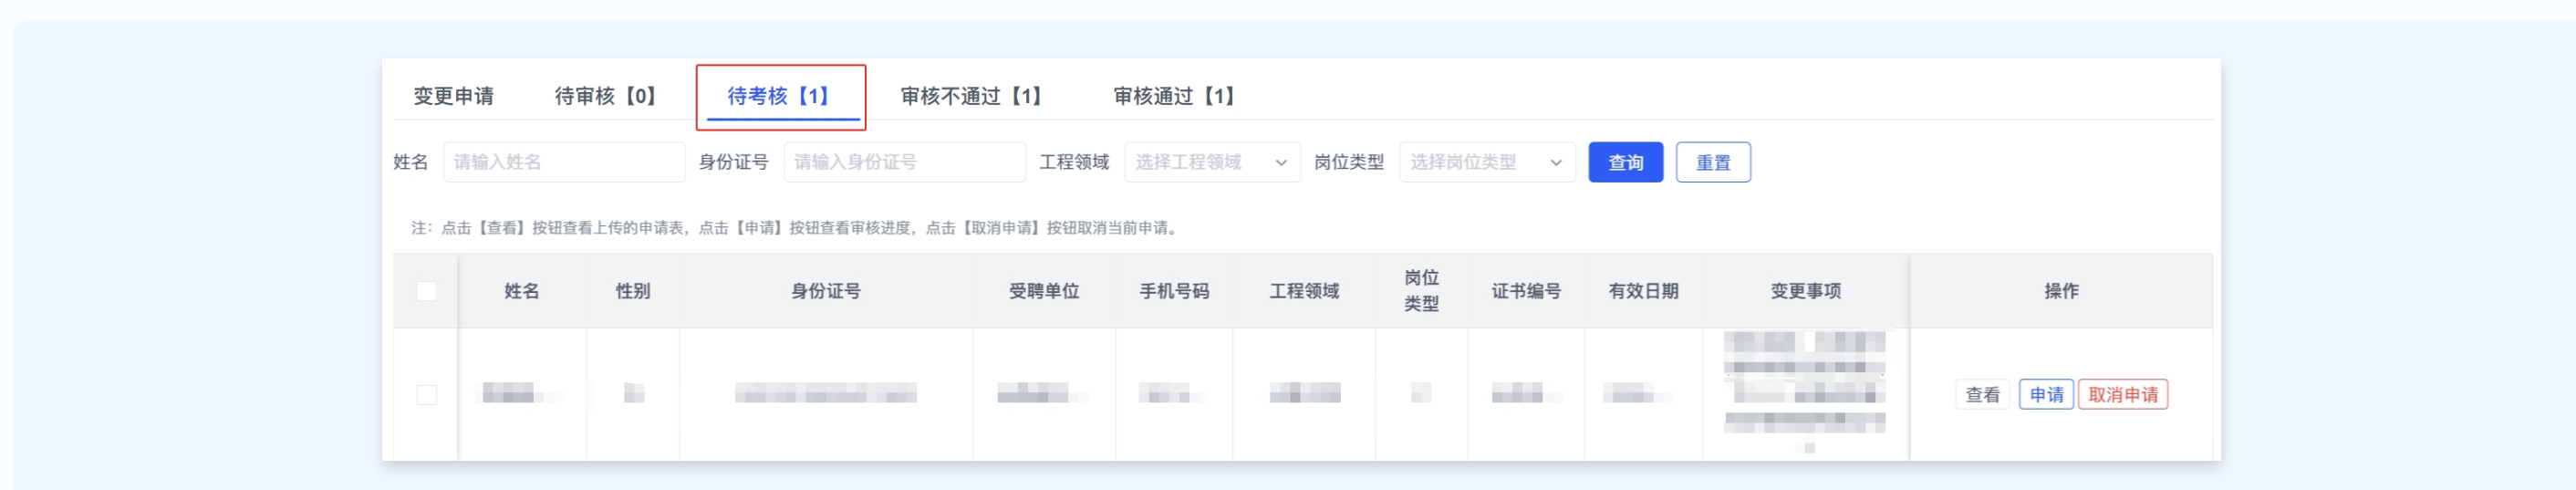 变更申请 待审核【0】 待考核【1】 审核不通过【1】 审核通过【1】
姓名 请输入姓名 身份证号 请输入身份证号 工程领域 选择工程领域 岗位类型 选择岗位类型 查询 重置
注：点击【查看】按钮查看上传的申请表，点击【申请】按钮查看审核进度，点击【取消申请】按钮取消当前申请。
姓名 性别 身份证号 受聘单位 手机号码 工程领域 岗位类型 证书编号 有效日期 变更事项 操作
查看 申请 取消申请